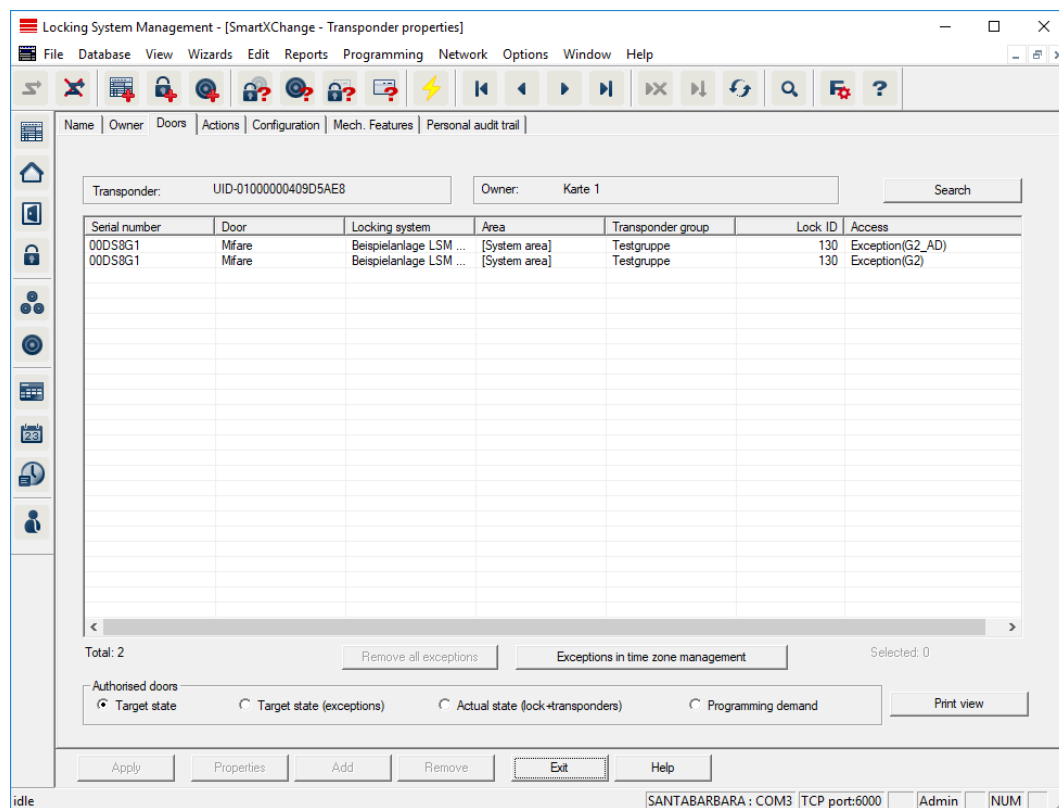 Locking System Management - [SmartXChange - Transponder properties]
File Database View Wizards Edit Reports Programming Network Options Window Help
Name Owner Doors Actions Configuration Mech. Features Personal audit trail
Transponder: UID-01000000409D5AE8 Owner: Karte 1 Search
Serial number Door Locking system Area Transponder group Lock ID Access
00DS8G1 Mifare Beispielanlage LSM ... [System area] Testgruppe 130 Exception(G2_AD)
00DS8G1 Mifare Beispielanlage LSM ... [System area] Testgruppe 130 Exception(G2)
Total: 2 Remove all exceptions Exceptions in time zone management Selected: 0
Authorised doors
Target state Target state (exceptions) Actual state (lock+transponders) Programming demand Print view
Apply Properties Add Remove Exit Help
idle SANTABARBARA : COM3 TCP port:6000 Admin NUM